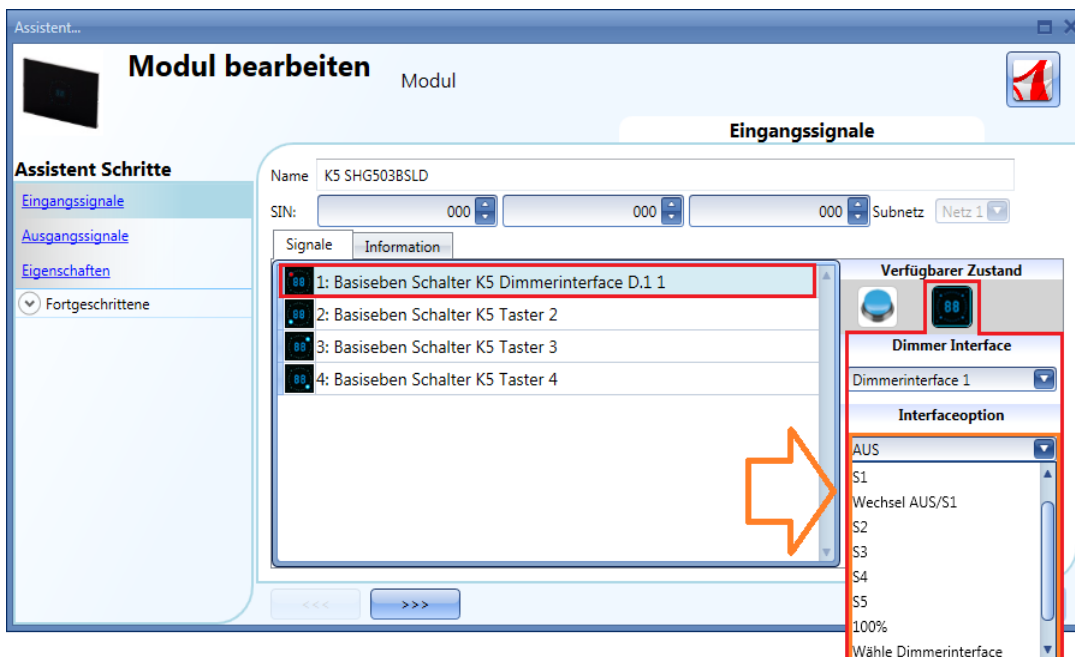 Assistent...
Modul bearbeiten
Modul
Eingangssignale
Assistent Schritte
Eingangssignale
Ausgangssignale
Eigenschaften
Fortgeschrittene
Name K5 SHG503BSLD
SIN: 000 000 000 Subnetz Netz 1
Signale Information
1: Basiseben Schalter K5 Dimmerinterface D.1 1
2: Basiseben Schalter K5 Taster 2
3: Basiseben Schalter K5 Taster 3
4: Basiseben Schalter K5 Taster 4
Verfügbarer Zustand
88
Dimmer Interface
Dimmerinterface 1
Interfaceoption
AUS
S1
Wechsel AUS/S1
S2
S3
S4
S5
100%
Wähle Dimmerinterface
<<< >>>